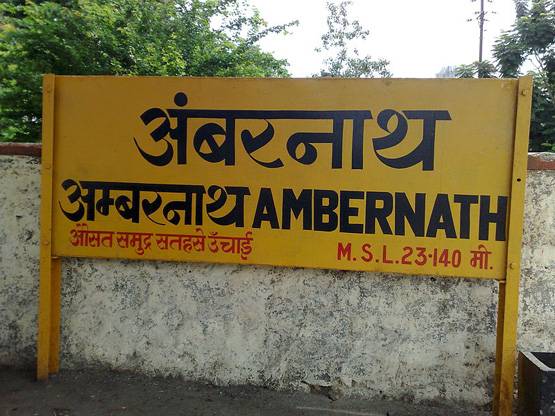 अंबरनाथ
अम्बरनाथ AMBERNATH
औसत समुद्र सतहसे उँचाई M.S.L.23·140 मी.